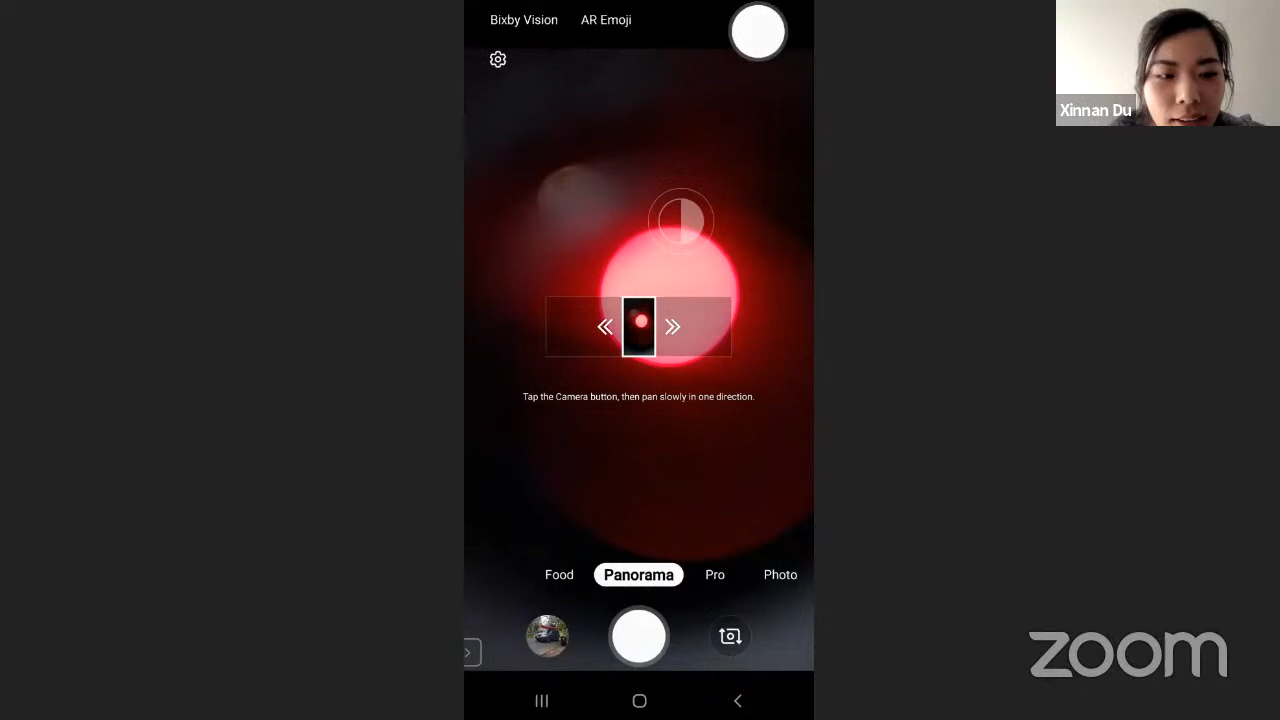 Bixby Vision AR Emoji
Xinnan Du
Tap the Camera button, then pan slowly in one direction.
Food Panorama Pro Photo
zoom